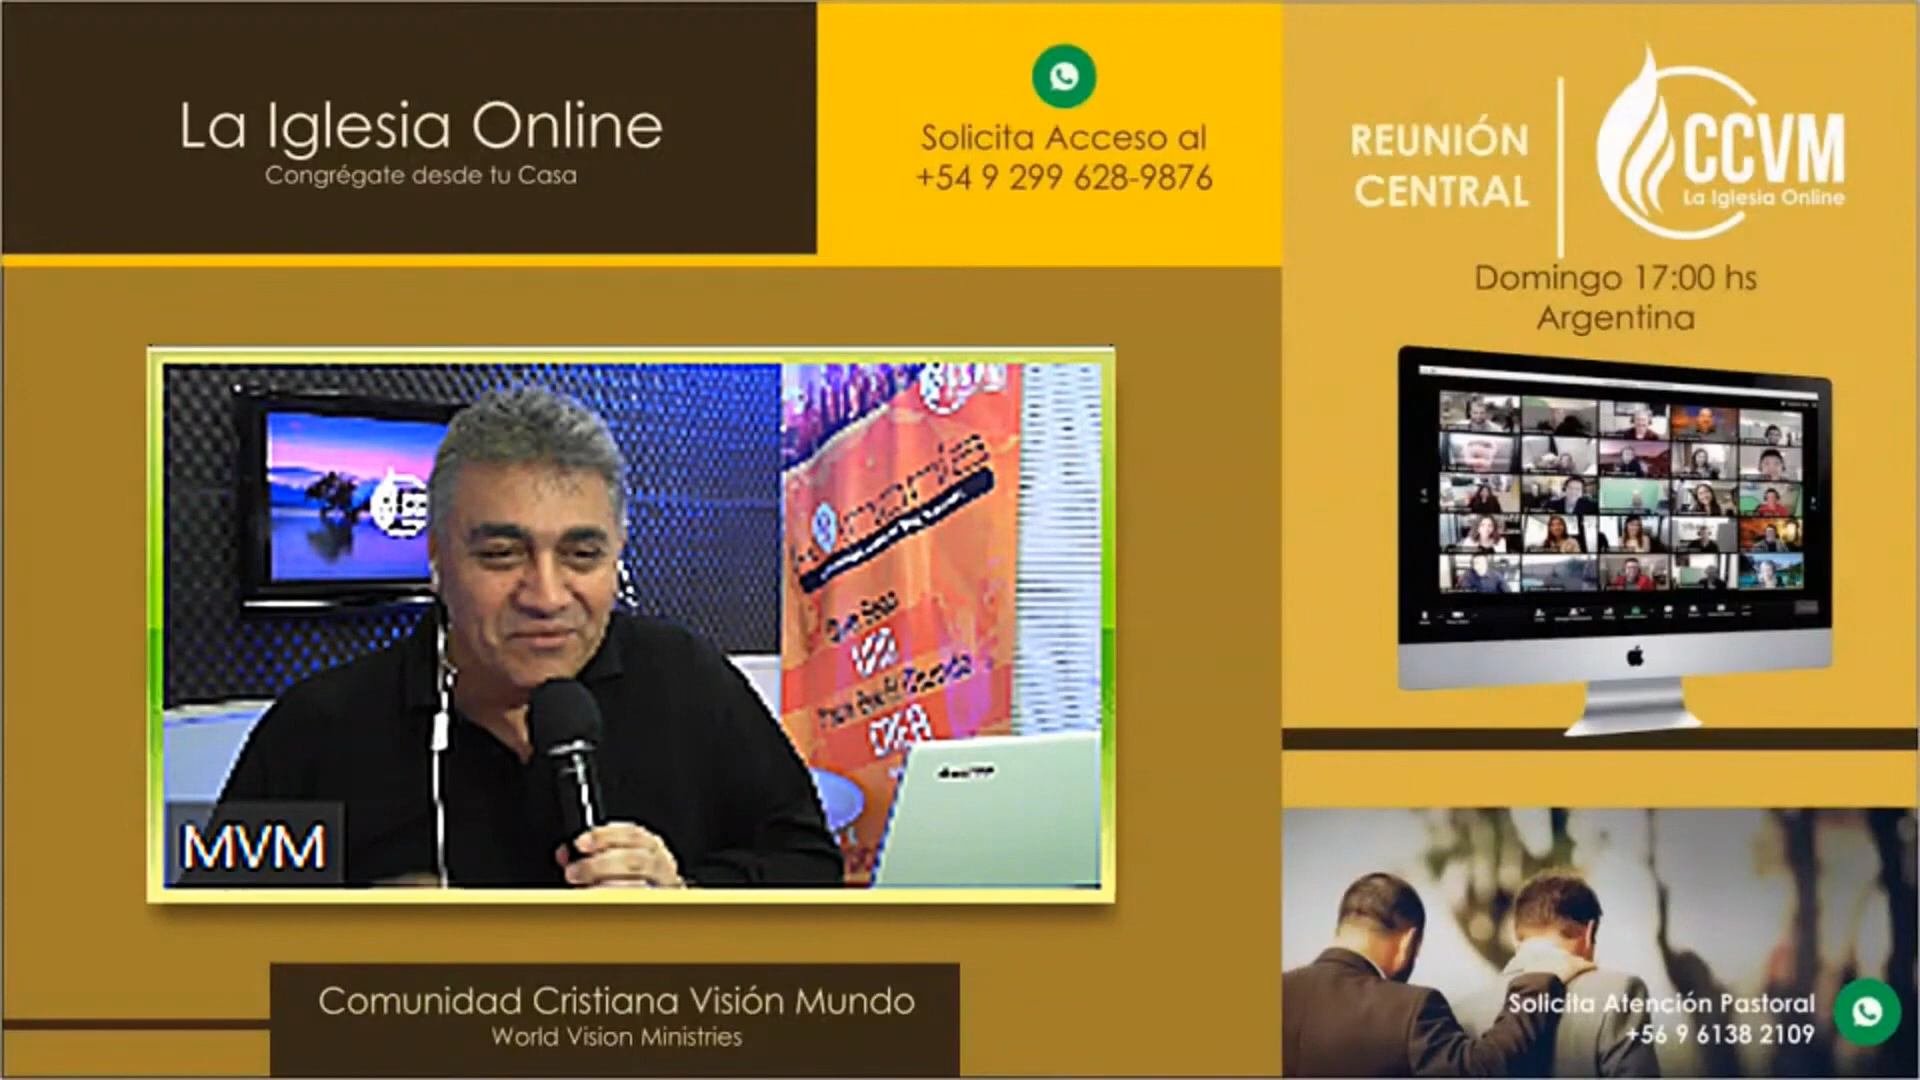 La Iglesia Online
Congrégate desde tu Casa
Solicita Acceso al
+54 9 299 628-9876
REUNIÓN
CENTRAL
CCVM
La Iglesia Online
Domingo 17:00 hs
Argentina
MVM
Comunidad Cristiana Visión Mundo
World Vision Ministries
Solicita Atención Pastoral
+56 9 6138 2109